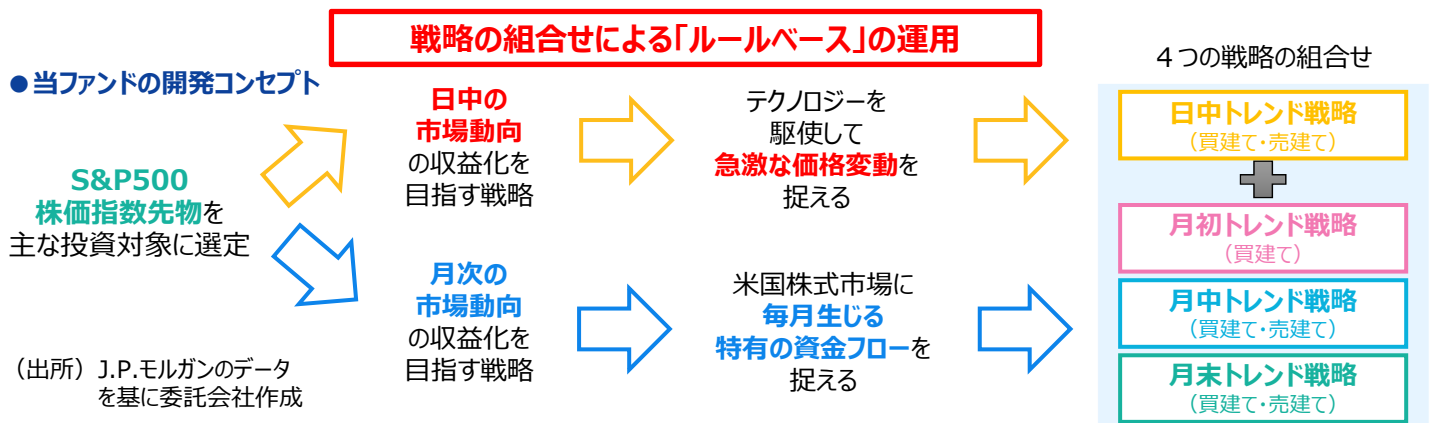 戦略の組合せによる「ルールベース」の運用
●当ファンドの開発コンセプト
S&P500
株価指数先物を
主な投資対象に選定
日中の
市場動向
の収益化を
目指す戦略
テクノロジーを
駆使して
急激な価格変動を
捉える
月次の
市場動向
の収益化を
目指す戦略
米国株式市場に
毎月生じる
特有の資金フローを
捉える
4つの戦略の組合せ
日中トレンド戦略
(買建て・売建て)
月初トレンド戦略
(買建て)
月中トレンド戦略
(買建て・売建て)
月末トレンド戦略
(買建て・売建て)
(出所) J.P.モルガンのデータ
を基に委託会社作成